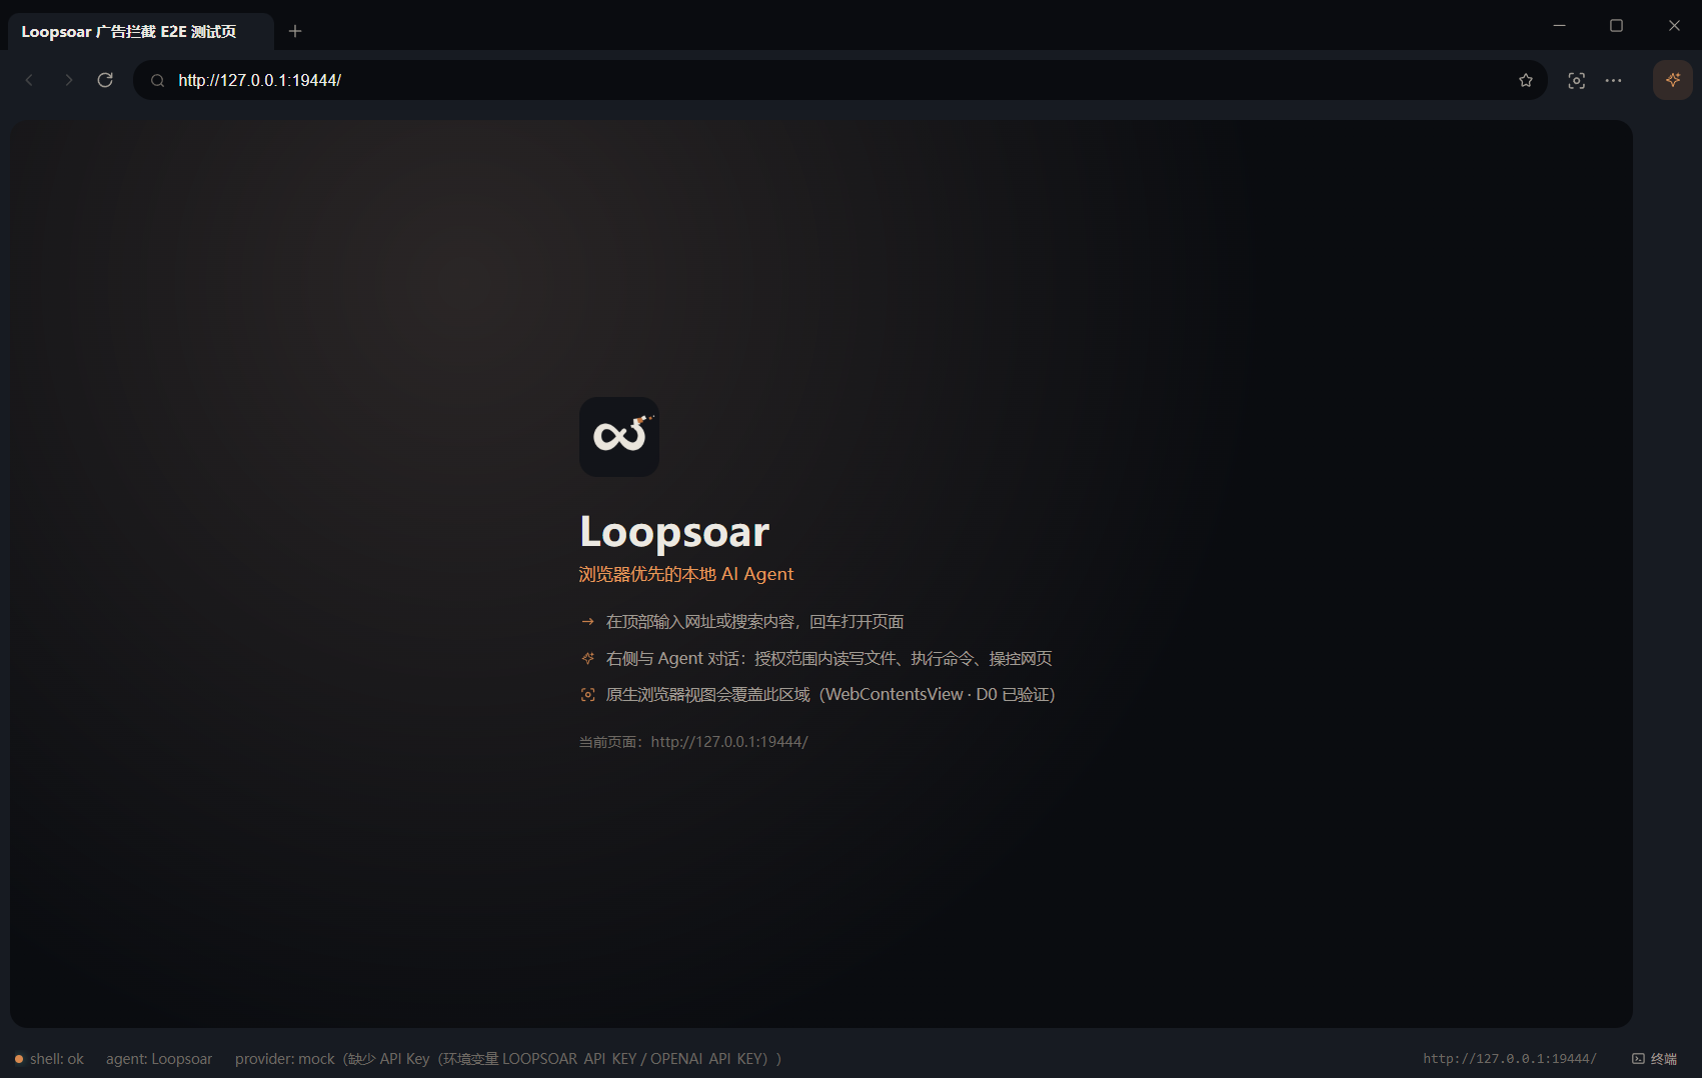 Loopsoar 广告拦截 E2E 测试页
http://127.0.0.1:19444/
Loopsoar
浏览器优先的本地 AI Agent
在顶部输入网址或搜索内容，回车打开页面
右侧与 Agent 对话：授权范围内读写文件、执行命令、操控网页
原生浏览器视图会覆盖此区域（WebContentsView · D0 已验证）
当前页面：http://127.0.0.1:19444/
shell: ok agent: Loopsoar provider: mock（缺少 API Key（环境变量 LOOPSOAR_API_KEY / OPENAI_API_KEY）） http://127.0.0.1:19444/ 终端